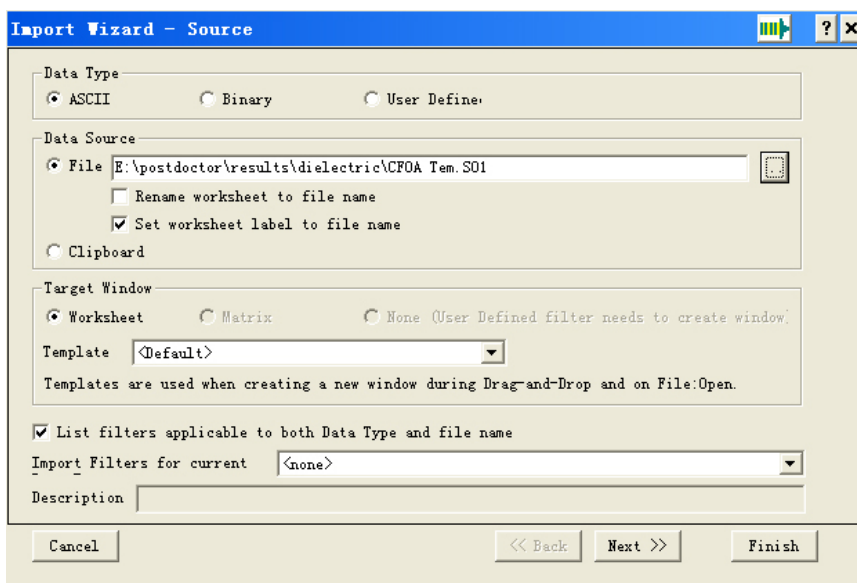 Import Wizard - Source
?
Data Type
ASCII Binary User Define
Data Source
File E:\postdoctor\results\dielectric\CFOA Tem.SO1
Rename worksheet to file name
Set worksheet label to file name
Clipboard
Target Window
Worksheet Matrix None (User Defined filter needs to create window)
Template <Default>
Templates are used when creating a new window during Drag-and-Drop and on File:Open.
List filters applicable to both Data Type and file name
Import Filters for current <none>
Description
Cancel << Back Next >> Finish